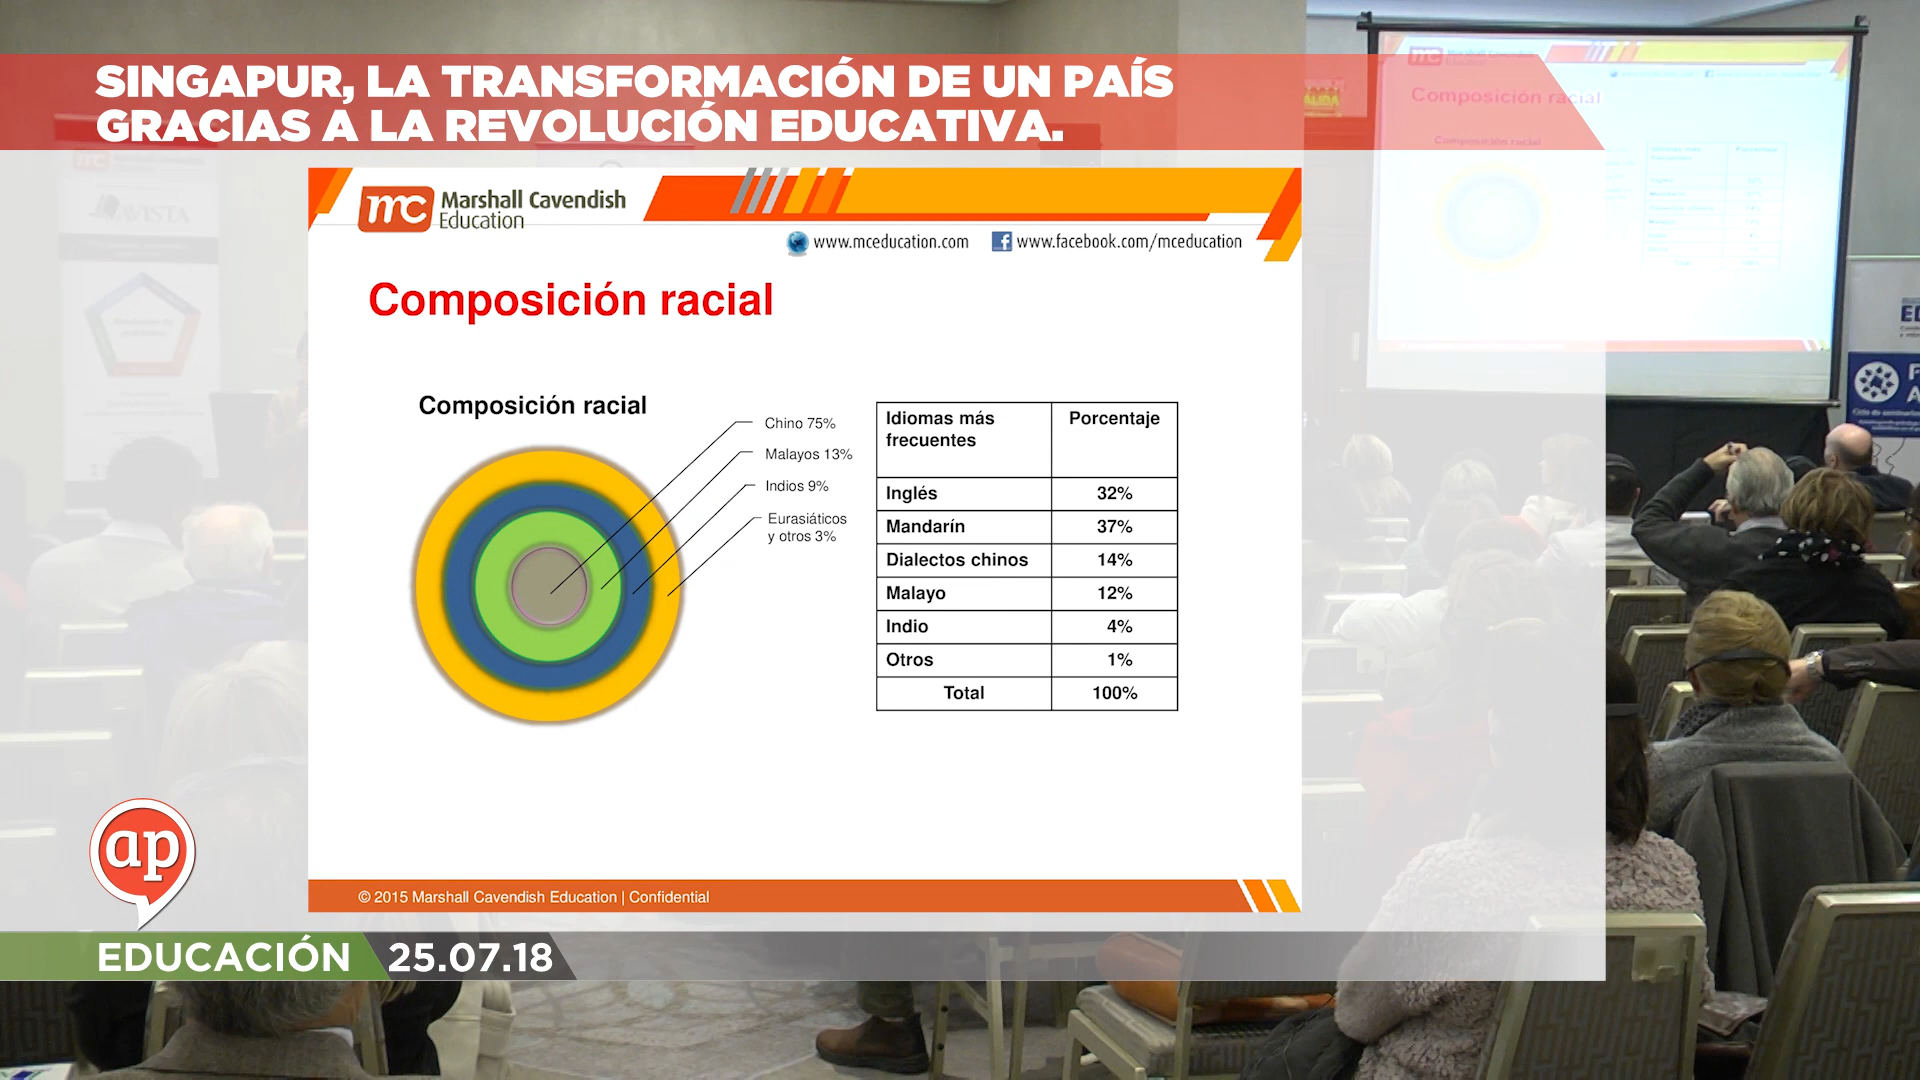 SINGAPUR, LA TRANSFORMACIÓN DE UN PAÍS
GRACIAS A LA REVOLUCIÓN EDUCATIVA.
mc Marshall Cavendish
Education
www.mceducation.com
www.facebook.com/mceducation
Composición racial
Composición racial
Chino 75%
Malayos 13%
Indios 9%
Eurasiáticos
y otros 3%
Idiomas más
frecuentes
Porcentaje
Inglés 32%
Mandarín 37%
Dialectos chinos 14%
Malayo 12%
Indio 4%
Otros 1%
Total 100%
© 2015 Marshall Cavendish Education | Confidential
ap
EDUCACIÓN 25.07.18
Composición racial
Composición racial
AVISTA